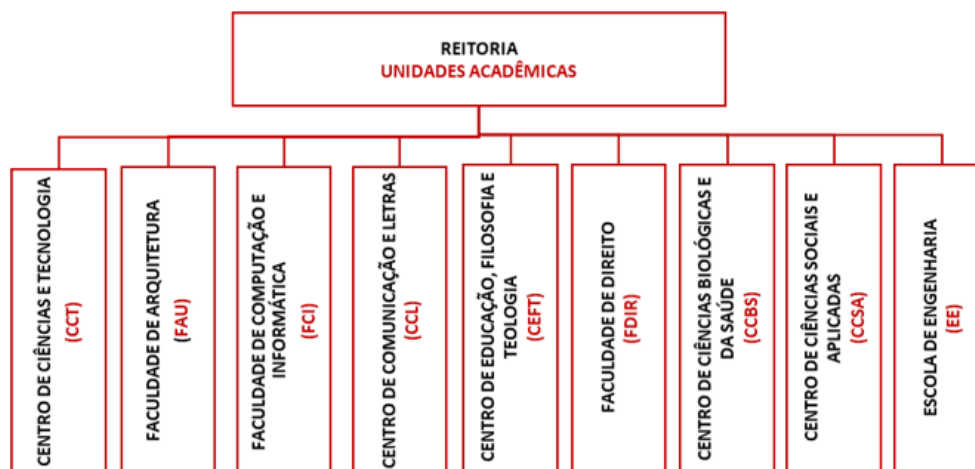 REITORIA
UNIDADES ACADÊMICAS
CENTRO DE CIÊNCIAS E TECNOLOGIA
(CCT)
FACULDADE DE ARQUITETURA
(FAU)
FACULDADE DE COMPUTAÇÃO E
INFORMÁTICA
(FCI)
CENTRO DE COMUNICAÇÃO E LETRAS
(CCL)
CENTRO DE EDUCAÇÃO, FILOSOFIA E
TEOLOGIA
(CEFT)
FACULDADE DE DIREITO
(FDIR)
CENTRO DE CIÊNCIAS BIOLÓGICAS E
DA SAÚDE
(CCBS)
CENTRO DE CIÊNCIAS SOCIAIS E
APLICADAS
(CCSA)
ESCOLA DE ENGENHARIA
(EE)